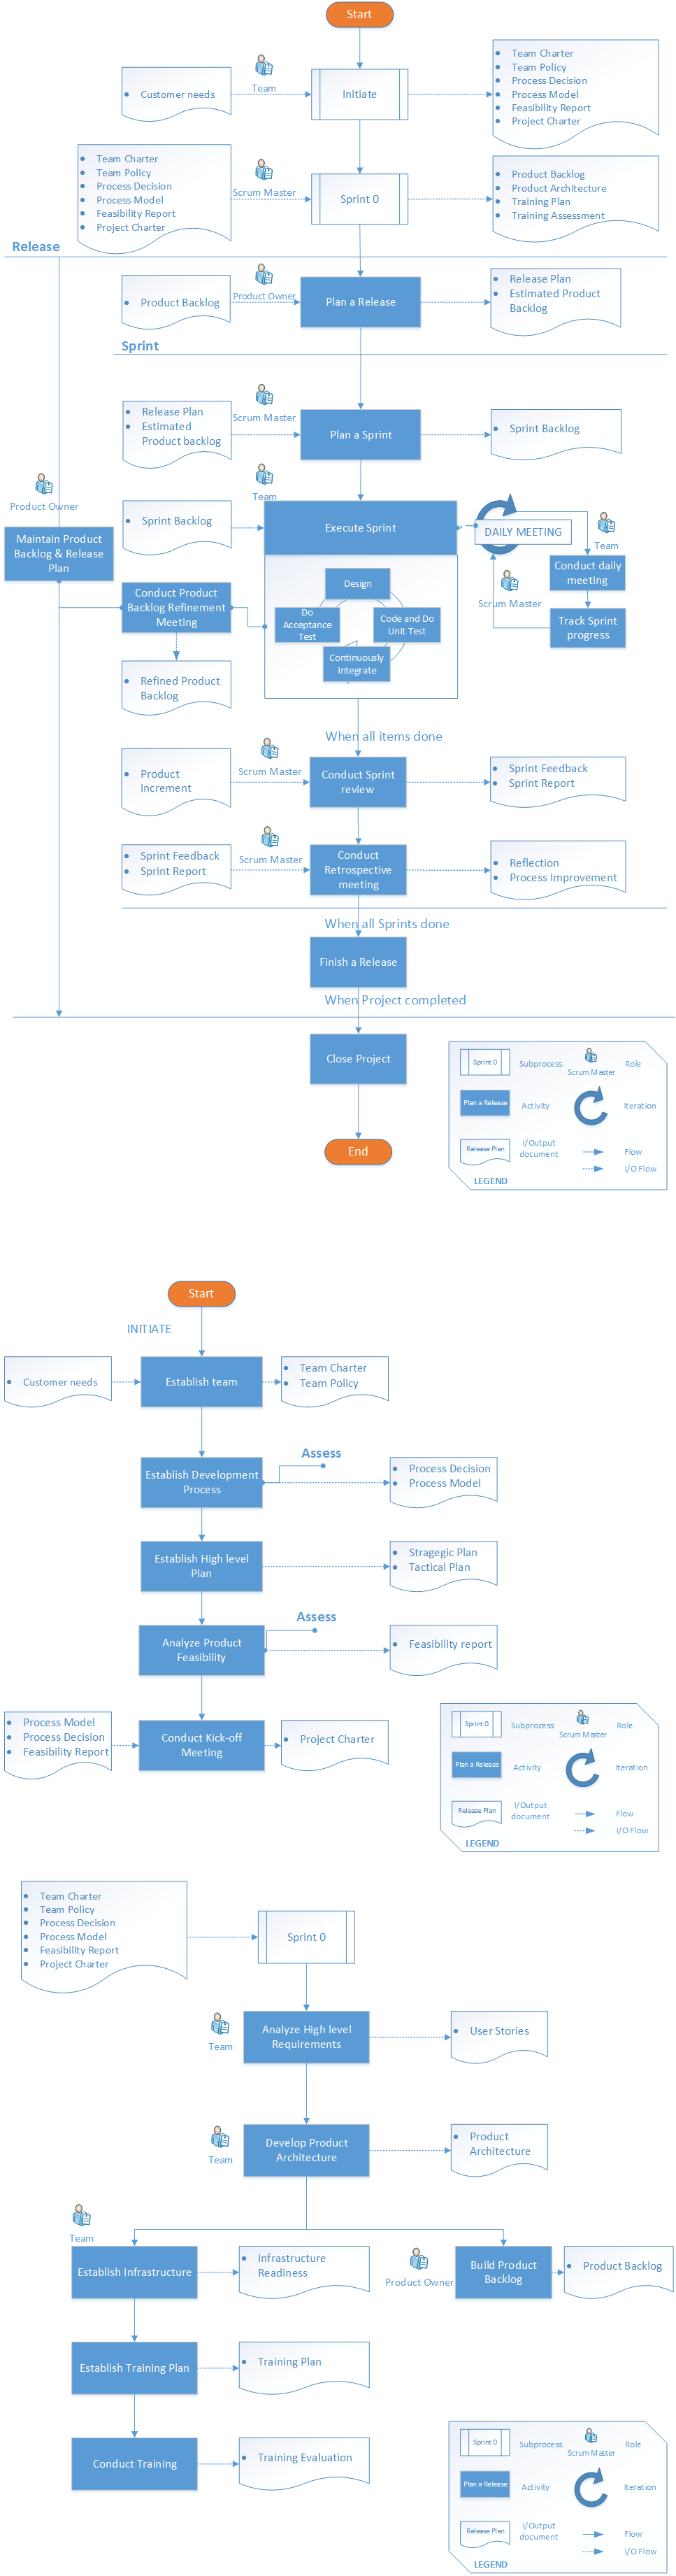 Start
Customer needs
Team
Initiate
Team Charter
Team Policy
Process Decision
Process Model
Feasibility Report
Project Charter
Team Charter
Team Policy
Process Decision
Process Model
Feasibility Report
Project Charter
Scrum Master
Sprint 0
Product Backlog
Product Architecture
Training Plan
Training Assessment
Release
Product Backlog
Product Owner
Plan a Release
Release Plan
Estimated Product
Backlog
Sprint
Release Plan
Estimated
Product backlog
Scrum Master
Plan a Sprint
Sprint Backlog
Product Owner
Maintain Product
Backlog & Release
Plan
Sprint Backlog
Team
Execute Sprint
DAILY MEETING
Team
Conduct daily
meeting
Scrum Master
Track Sprint
progress
Conduct Product
Backlog Refinement
Meeting
Design
Do
Acceptance
Test
Code and Do
Unit Test
Continuously
Integrate
Refined Product
Backlog
When all items done
Product
Increment
Scrum Master
Conduct Sprint
review
Sprint Feedback
Sprint Report
Sprint Feedback
Sprint Report
Scrum Master
Conduct
Retrospective
meeting
Reflection
Process Improvement
When all Sprints done
Finish a Release
When Project completed
Close Project
End
Sprint 0
Subprocess
Scrum Master
Role
Plan a Release
Activity
Iteration
Release Plan
I/Output
document
Flow
I/O Flow
LEGEND
Start
INITIATE
Customer needs
Establish team
Team Charter
Team Policy
Assess
Establish Development
Process
Process Decision
Process Model
Establish High level
Plan
Stragegic Plan
Tactical Plan
Assess
Analyze Product
Feasibility
Feasibility report
Process Model
Process Decision
Feasibility Report
Conduct Kick-off
Meeting
Project Charter
Sprint 0
Subprocess
Scrum Master
Role
Plan a Release
Activity
Iteration
Release Plan
I/Output
document
Flow
I/O Flow
LEGEND
Team Charter
Team Policy
Process Decision
Process Model
Feasibility Report
Project Charter
Sprint 0
Team
Analyze High level
Requirements
User Stories
Team
Develop Product
Architecture
Product
Architecture
Team
Establish Infrastructure
Infrastructure
Readiness
Product Owner
Build Product
Backlog
Product Backlog
Establish Training Plan
Training Plan
Conduct Training
Training Evaluation
Sprint 0
Subprocess
Scrum Master
Role
Plan a Release
Activity
Iteration
Release Plan
I/Output
document
Flow
I/O Flow
LEGEND